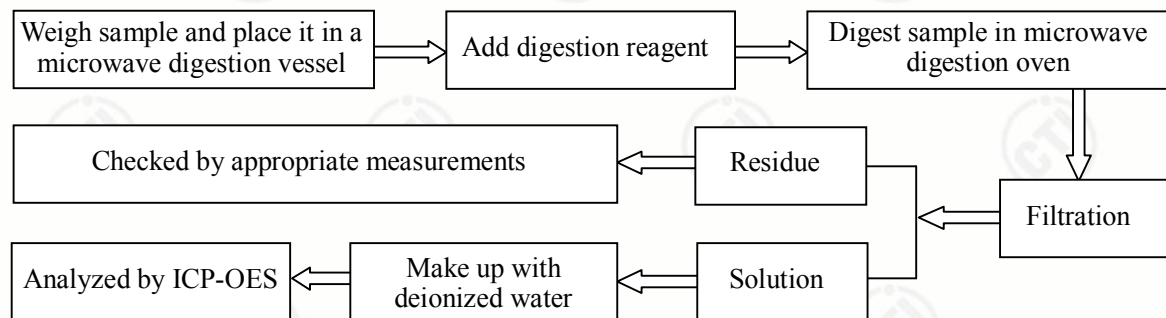 Weigh sample and place it in a
microwave digestion vessel
Add digestion reagent
Digest sample in microwave
digestion oven
Checked by appropriate measurements
Residue
Filtration
Analyzed by ICP-OES
Make up with
deionized water
Solution
CTI